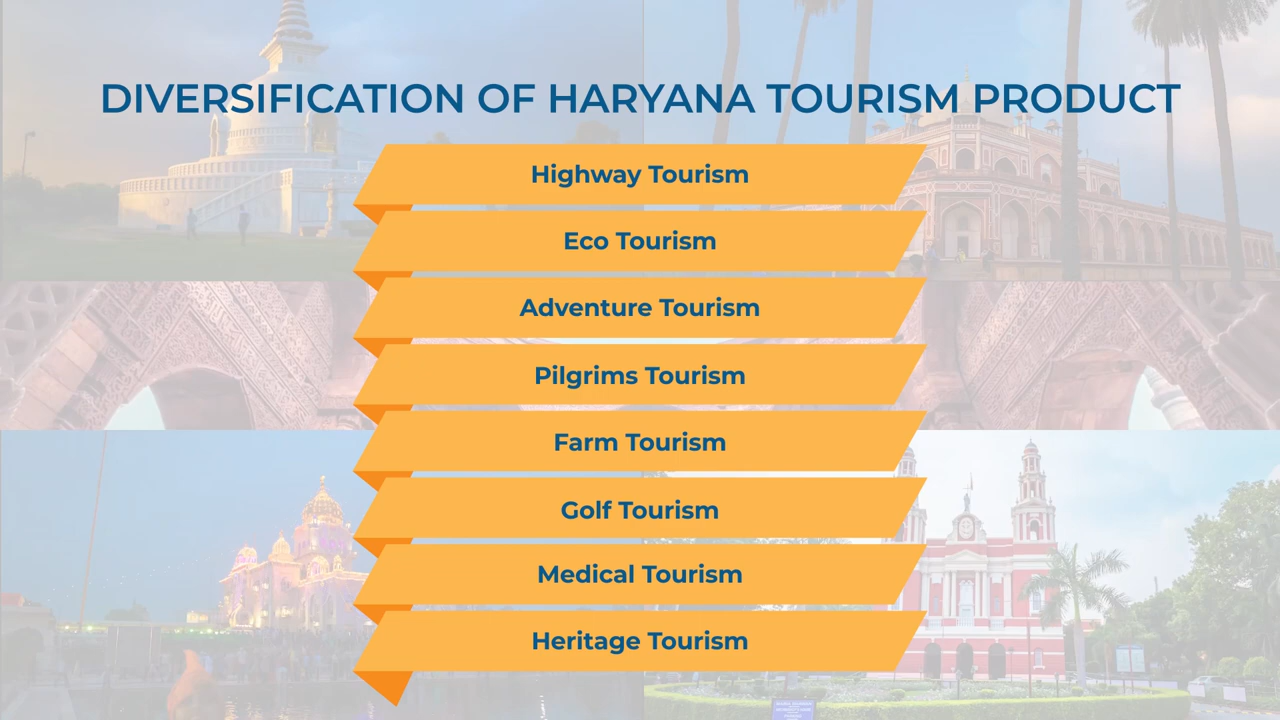 DIVERSIFICATION OF HARYANA TOURISM PRODUCT
Highway Tourism
Eco Tourism
Adventure Tourism
Pilgrims Tourism
Farm Tourism
Golf Tourism
Medical Tourism
Heritage Tourism